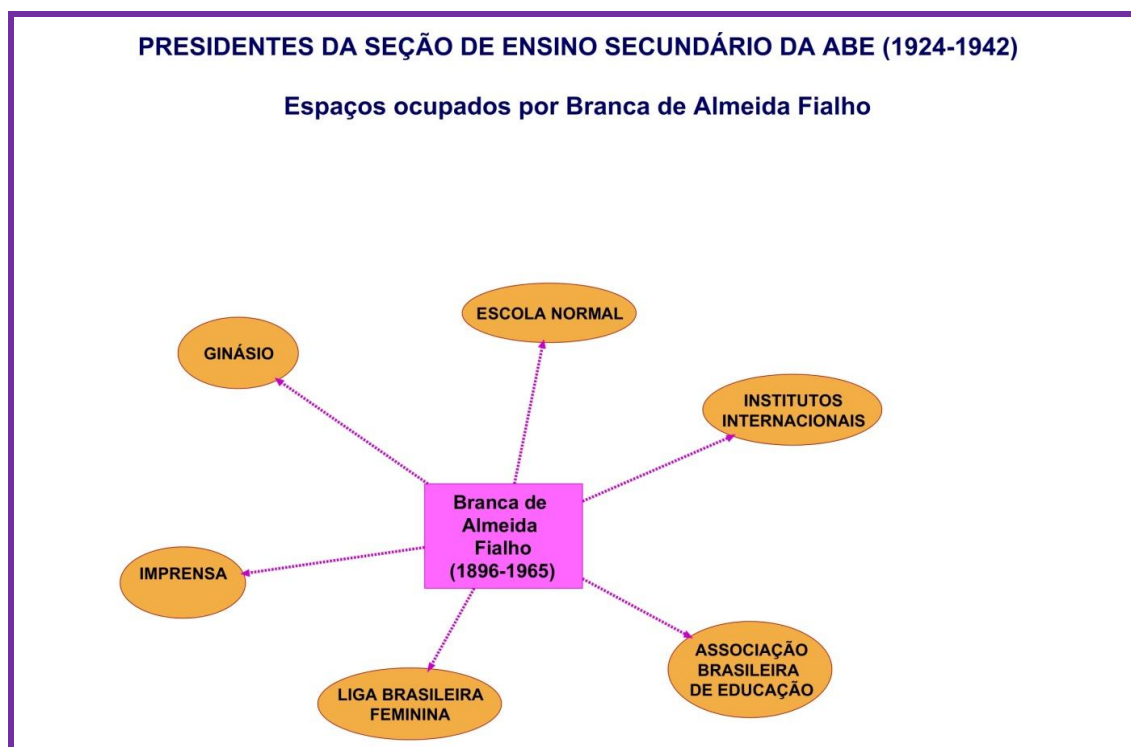 PRESIDENTES DA SEÇÃO DE ENSINO SECUNDÁRIO DA ABE (1924-1942)
Espaços ocupados por Branca de Almeida Fialho
ESCOLA NORMAL
GINÁSIO
INSTITUTOS
INTERNACIONAIS
Branca de
Almeida
Fialho
(1896-1965)
IMPRENSA
ASSOCIAÇÃO
BRASILEIRA
DE EDUCAÇÃO
LIGA BRASILEIRA
FEMININA